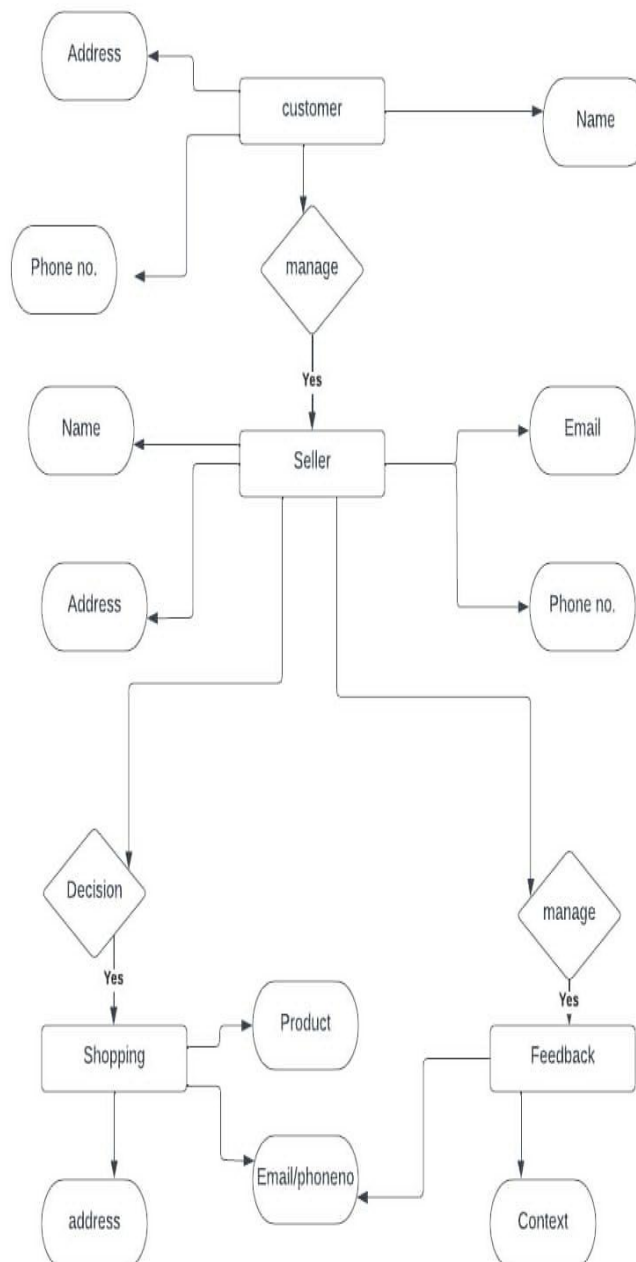 Address
customer
Name
Phone no.
manage
Yes
Name
Seller
Email
Address
Phone no.
Decision
manage
Yes
Yes
Product
Shopping
Feedback
Email/phoneno
address
Context